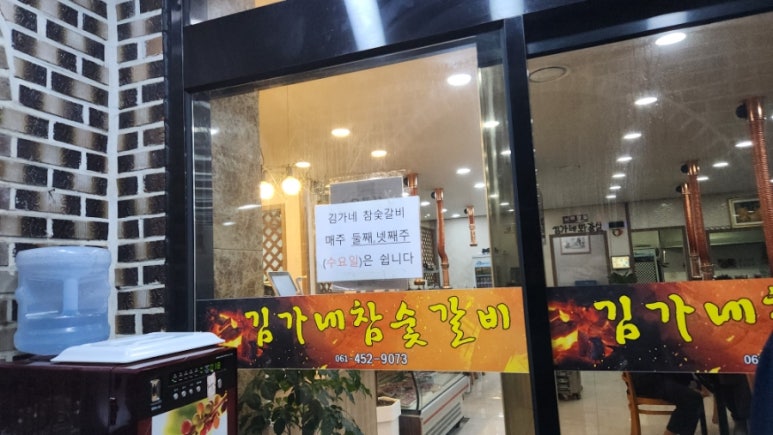 김가네 참숯갈비
매주 둘째,넷째주
(수요일)은 쉽니다
김가네참숯갈비
061 452-9073
김가네
061